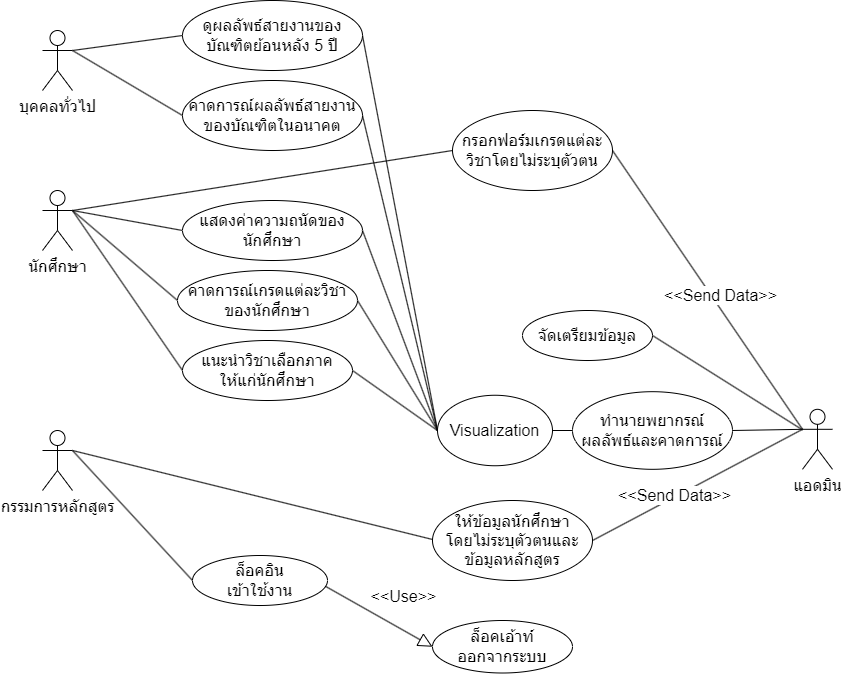 ดูผลลัพธ์สายงานของ
บัณฑิตย้อนหลัง 5 ปี
บุคคลทั่วไป
คาดการณ์ผลลัพธ์สายงาน
ของบัณฑิตในอนาคต
กรอกฟอร์มเกรดแต่ละ
วิชาโดยไม่ระบุตัวตน
นักศึกษา
แสดงค่าความถนัดของ
นักศึกษา
คาดการณ์เกรดแต่ละวิชา
ของนักศึกษา
<<Send Data>>
จัดเตรียมข้อมูล
แนะนำวิชาเลือกภาค
ให้แก่นักศึกษา
Visualization
ทำนายพยากรณ์
ผลลัพธ์และคาดการณ์
แอดมิน
<<Send Data>>
กรรมการหลักสูตร
ให้ข้อมูลนักศึกษา
โดยไม่ระบุตัวตนและ
ข้อมูลหลักสูตร
ล็อคอิน
เข้าใช้งาน
<<Use>>
ล็อคเอ้าท์
ออกจากระบบ